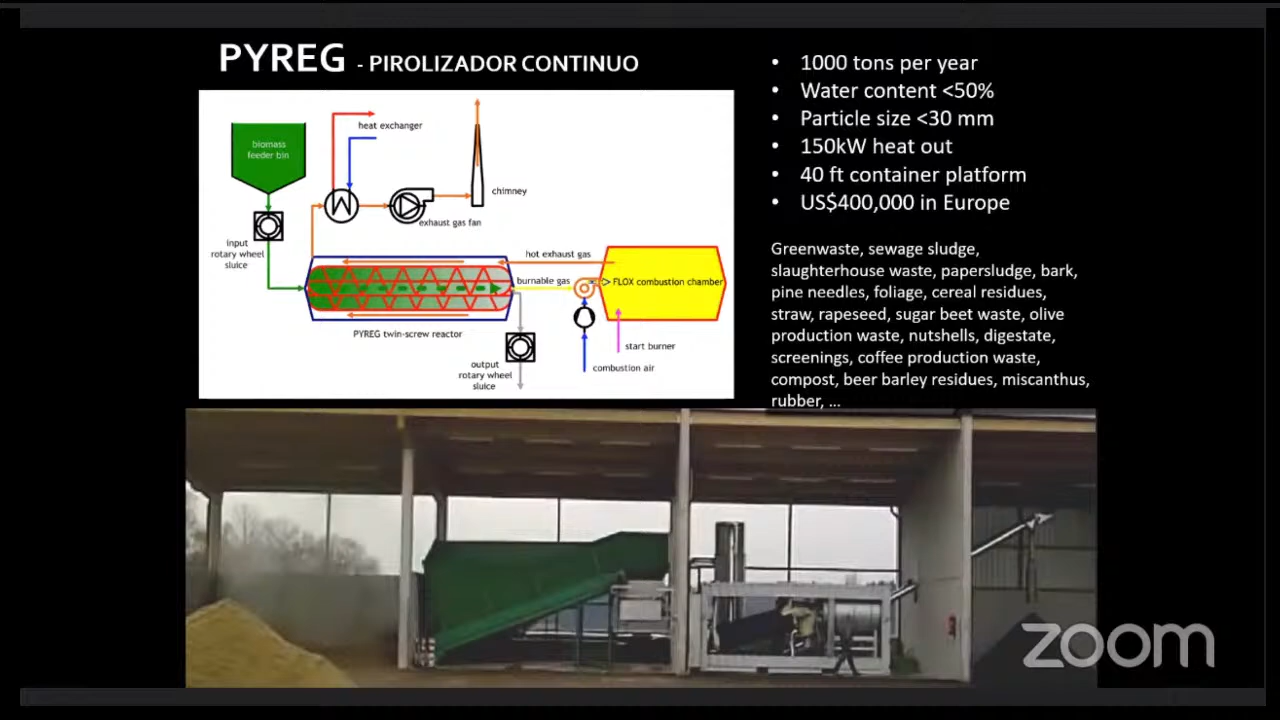 PYREG - PIROLIZADOR CONTINUO
biomass
feeder bin
heat exchanger
chimney
exhaust gas fan
input
rotary wheel
sluice
hot exhaust gas
burnable gas
FLOX combustion chamber
PYREG twin-screw reactor
start burner
output
rotary wheel
sluice
combustion air
• 1000 tons per year
• Water content <50%
• Particle size <30 mm
• 150kW heat out
• 40 ft container platform
• US$400,000 in Europe
Greenwaste, sewage sludge,
slaughterhouse waste, papersludge, bark,
pine needles, foliage, cereal residues,
straw, rapeseed, sugar beet waste, olive
production waste, nutshells, digestate,
screenings, coffee production waste,
compost, beer barley residues, miscanthus,
rubber, ...
zoom